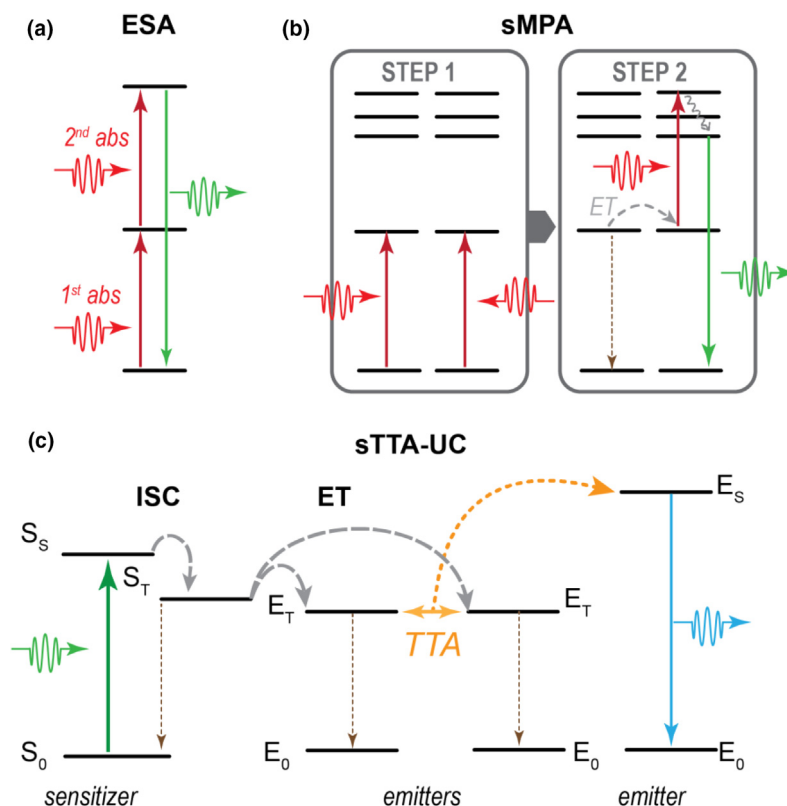 (a) ESA
2nd abs
1st abs
(b) sMPA
STEP 1
STEP 2
ET
(c)
sTTA-UC
ISC ET
SS
ST
S0
sensitizer
ET
ET
TTA
E0
E0
emitters
ES
E0
emitter